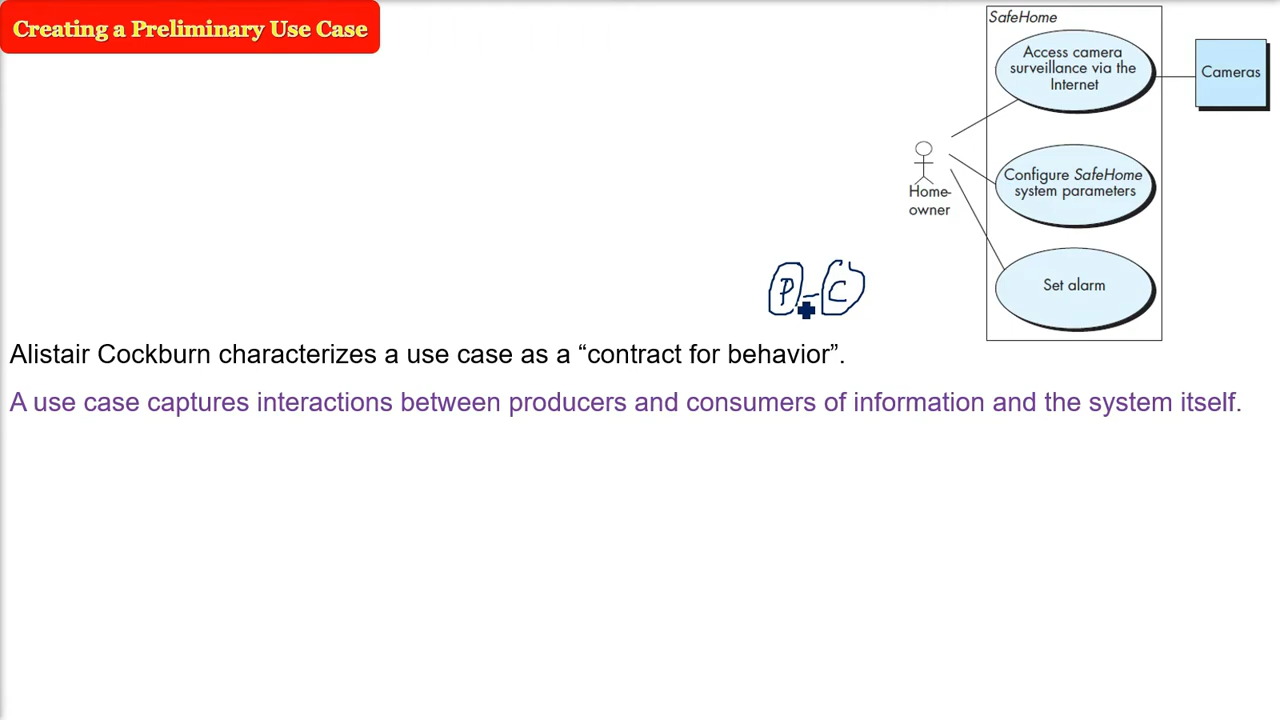 Creating a Preliminary Use Case
SafeHome
Access camera
surveillance via the
Internet
Cameras
Configure SafeHome
system parameters
Home-
owner
Set alarm
P - C
Alistair Cockburn characterizes a use case as a “contract for behavior”.
A use case captures interactions between producers and consumers of information and the system itself.